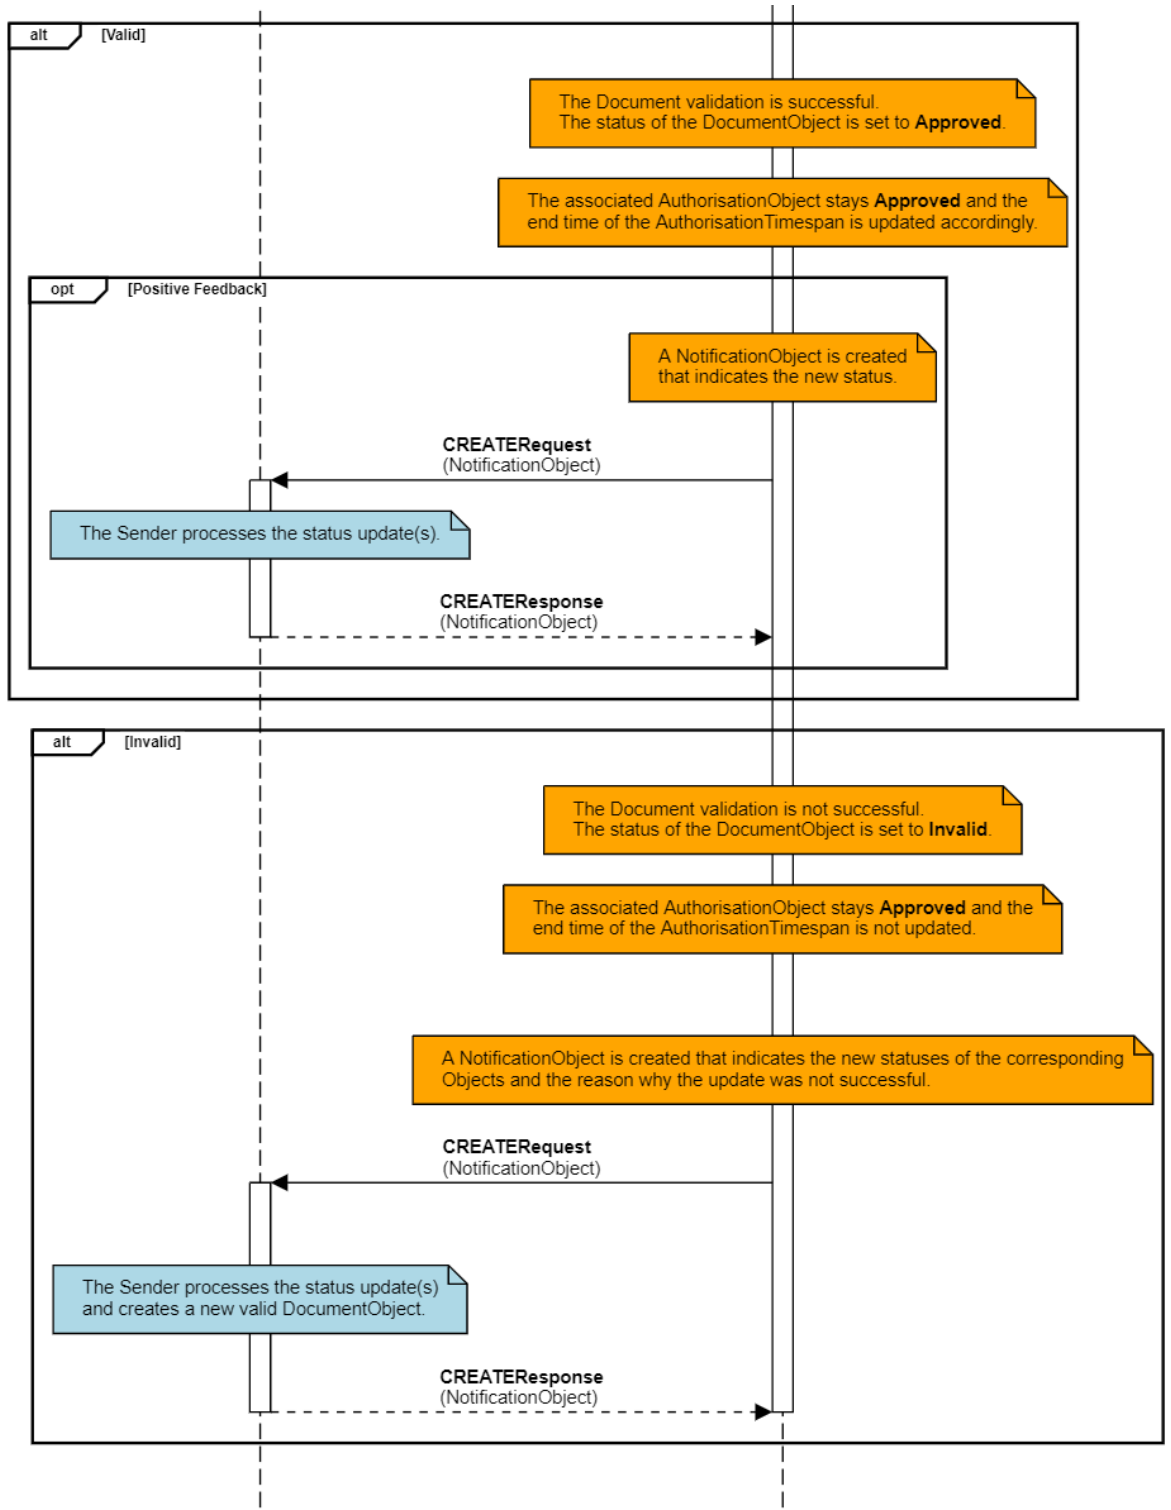 alt [Valid]
The Document validation is successful.
The status of the DocumentObject is set to Approved.
The associated AuthorisationObject stays Approved and the
end time of the AuthorisationTimespan is updated accordingly.
opt [Positive Feedback]
A NotificationObject is created
that indicates the new status.
CREATERequest
(NotificationObject)
The Sender processes the status update(s).
CREATEResponse
(NotificationObject)
alt [Invalid]
The Document validation is not successful.
The status of the DocumentObject is set to Invalid.
The associated AuthorisationObject stays Approved and the
end time of the AuthorisationTimespan is not updated.
A NotificationObject is created that indicates the new statuses of the corresponding
Objects and the reason why the update was not successful.
CREATERequest
(NotificationObject)
The Sender processes the status update(s)
and creates a new valid DocumentObject.
CREATEResponse
(NotificationObject)